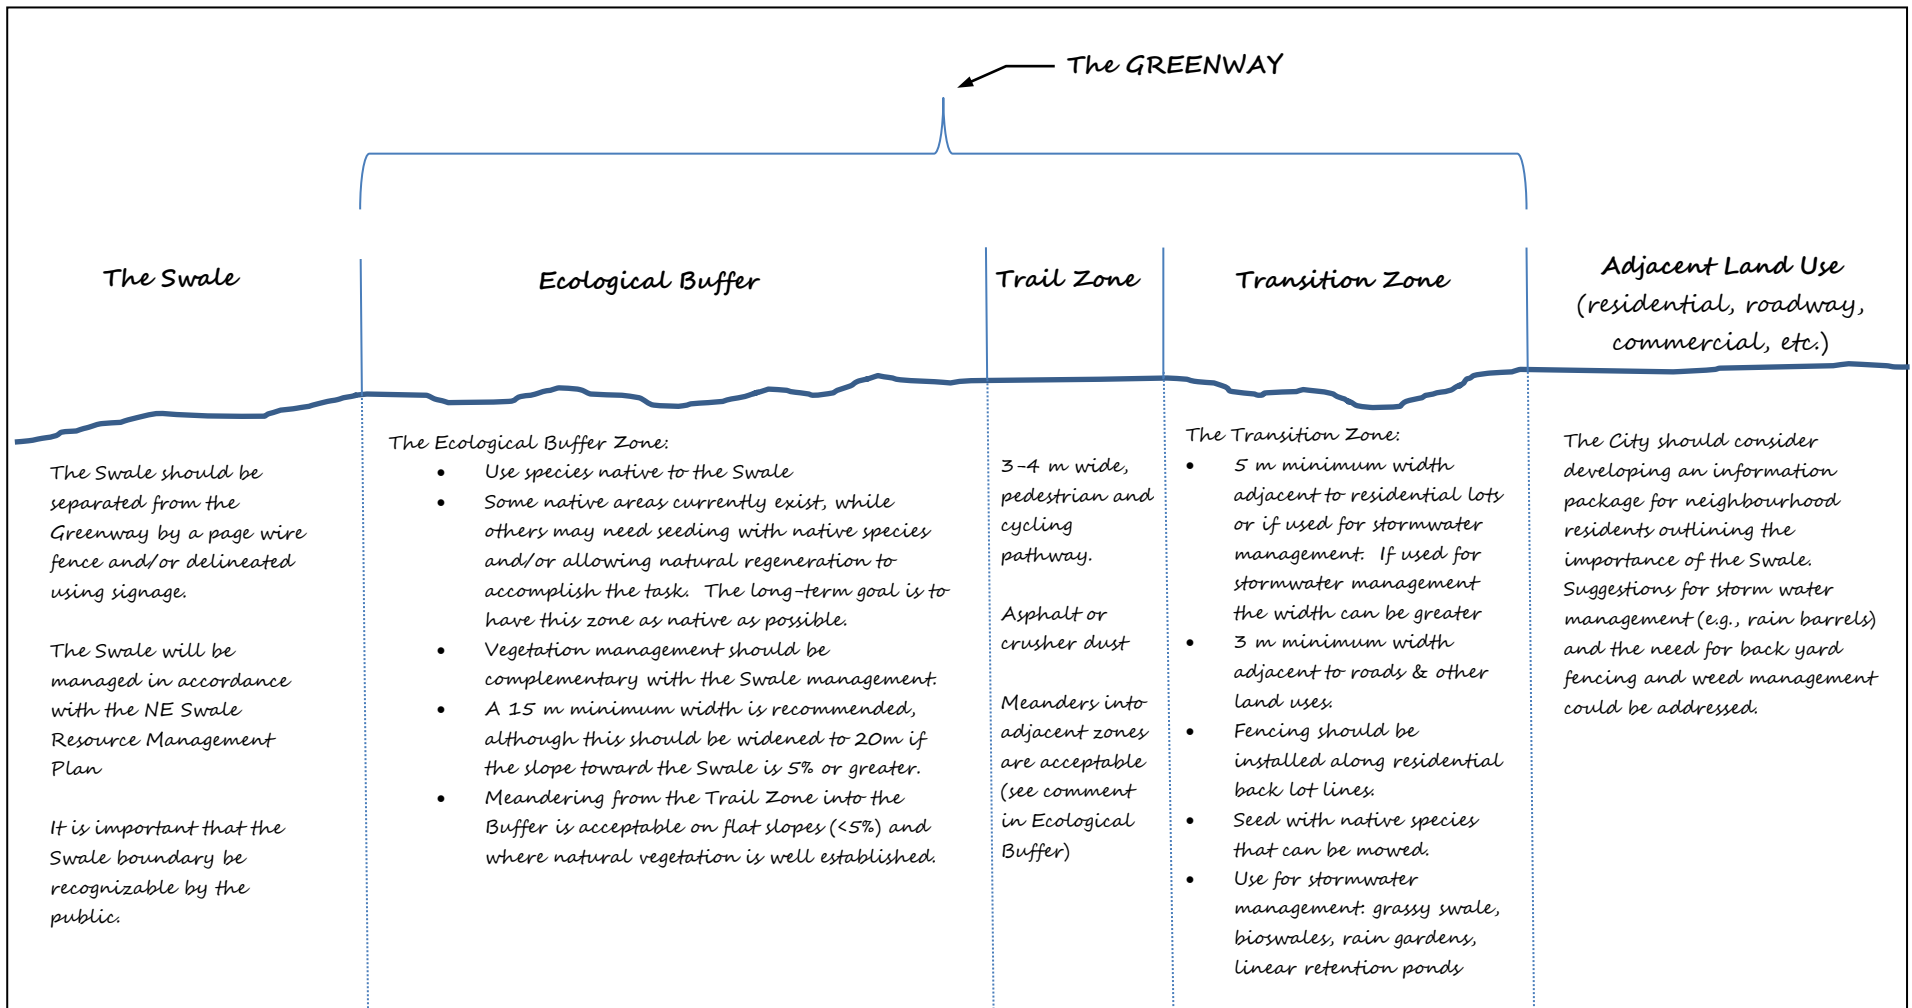 The GREENWAY
The Swale
Ecological Buffer
Trail Zone
Transition Zone
Adjacent Land Use
(residential, roadway,
commercial, etc.)
The Swale should be
separated from the
Greenway by a page wire
fence and/or delineated
using signage.
The Swale will be
managed in accordance
with the NE Swale
Resource Management
Plan
It is important that the
Swale boundary be
recognizable by the
public.
The Ecological Buffer Zone:
• Use species native to the Swale
• Some native areas currently exist, while
others may need seeding with native species
and/or allowing natural regeneration to
accomplish the task. The long-term goal is to
have this zone as native as possible.
• Vegetation management should be
complementary with the Swale management.
• A 15 m minimum width is recommended,
although this should be widened to 20m if
the slope toward the Swale is 5% or greater.
• Meandering from the Trail Zone into the
Buffer is acceptable on flat slopes (<5%) and
where natural vegetation is well established.
3-4 m wide,
pedestrian and
cycling
pathway.
Asphalt or
crusher dust
Meanders into
adjacent zones
are acceptable
(see comment
in Ecological
Buffer)
The Transition Zone:
• 5 m minimum width
adjacent to residential lots
or if used for stormwater
management. If used for
stormwater management
the width can be greater
• 3 m minimum width
adjacent to roads & other
land uses.
• Fencing should be
installed along residential
back lot lines.
• Seed with native species
that can be mowed.
• Use for stormwater
management: grassy swale,
bioswales, rain gardens,
linear retention ponds
The City should consider
developing an information
package for neighbourhood
residents outlining the
importance of the Swale.
Suggestions for storm water
management (e.g., rain barrels)
and the need for back yard
fencing and weed management
could be addressed.